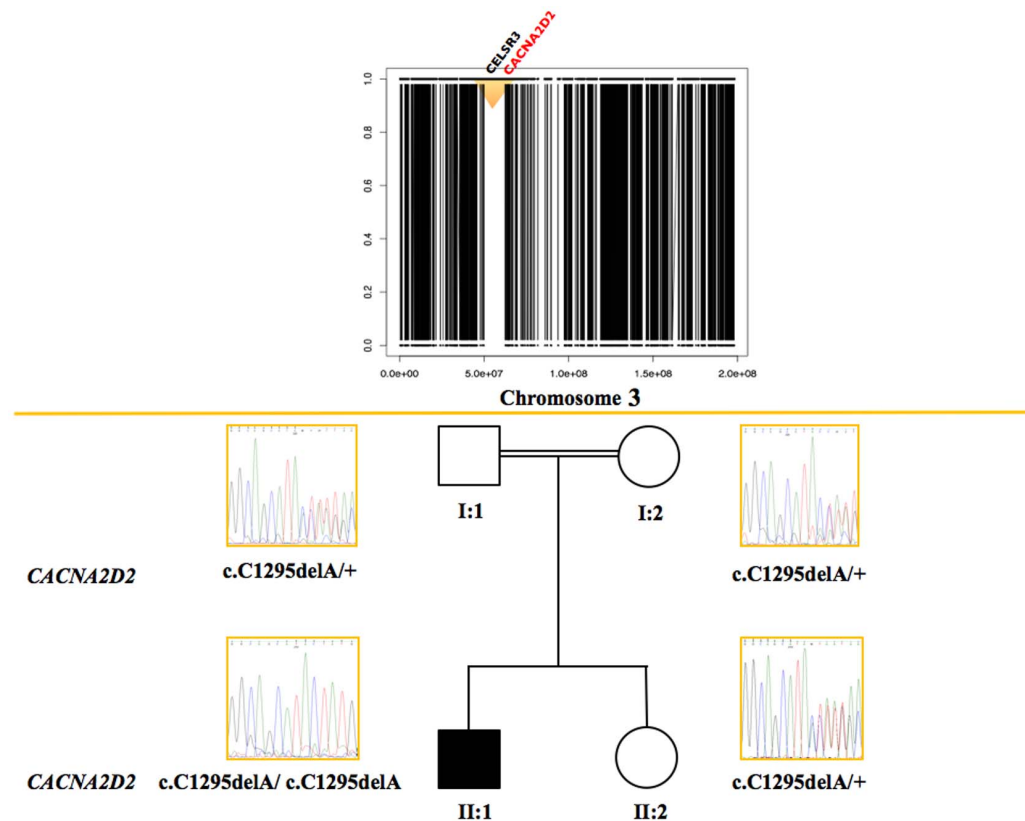 CELSR3
CACNA2D2
1.0
0.8
0.6
0.4
0.2
0.0
0.0e+00 5.0e+07 1.0e+08 1.5e+08 2.0e+08
Chromosome 3
I:1 I:2
CACNA2D2 c.C1295delA/+ c.C1295delA/+
CACNA2D2 c.C1295delA/ c.C1295delA c.C1295delA/+
II:1 II:2